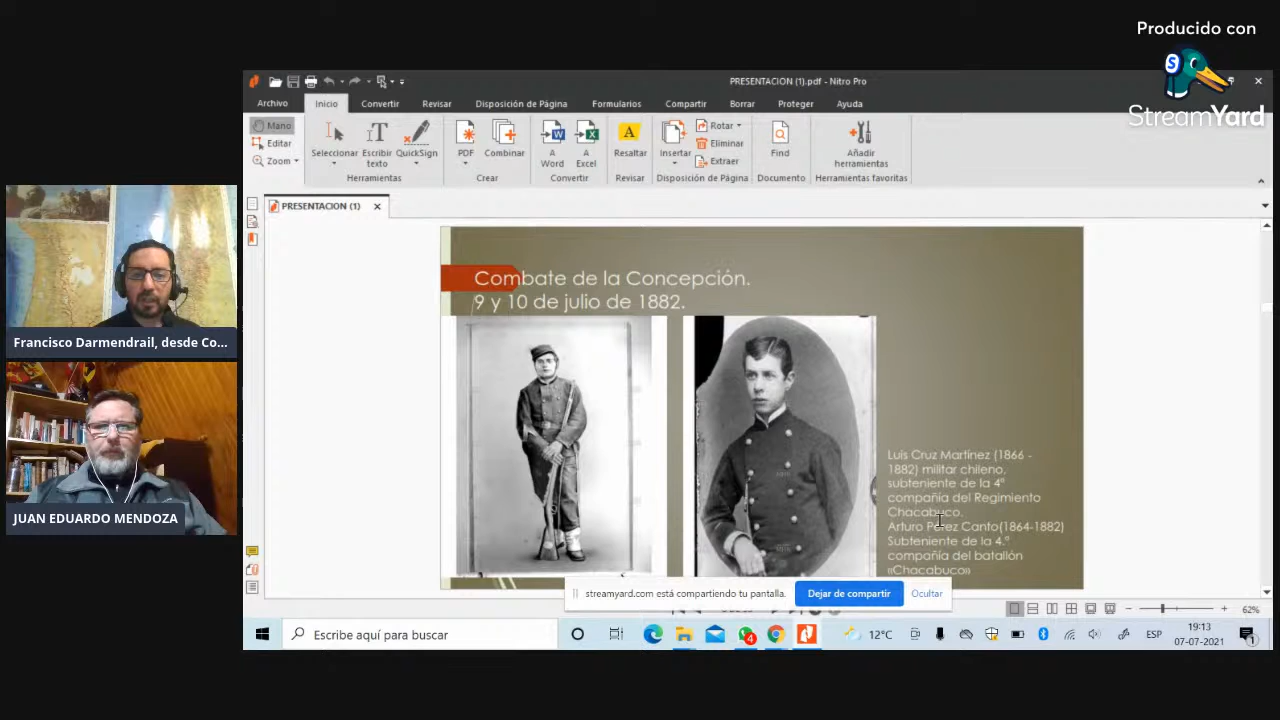 Producido con
StreamYard
PRESENTACION (1).pdf - Nitro Pro
Archivo
Inicio
Convertir
Revisar
Disposición de Página
Formularios
Compartir
Borrar
Proteger
Ayuda
Mano
Editar
Zoom
Seleccionar
Escribir texto
QuickSign
Herramientas
PDF
Combinar
Crear
A Word
A Excel
Convertir
Resaltar
Revisar
Insertar
Rotar
Eliminar
Extraer
Disposición de Página
Find
Documento
Añadir herramientas
Herramientas favoritas
PRESENTACION (1)
Combate de la Concepción.
9 y 10 de julio de 1882.
Luis Cruz Martínez (1866 -
1882) militar chileno,
subteniente de la 4ª
compañía del Regimiento
Chacabuco.
Arturo Pérez Canto(1864-1882)
Subteniente de la 4.ª
compañía del batallón
«Chacabuco»
Francisco Darmendrail, desde Co...
JUAN EDUARDO MENDOZA
streamyard.com está compartiendo tu pantalla.
Dejar de compartir
Ocultar
62%
Escribe aquí para buscar
4
12°C
ESP
19:13
07-07-2021
1